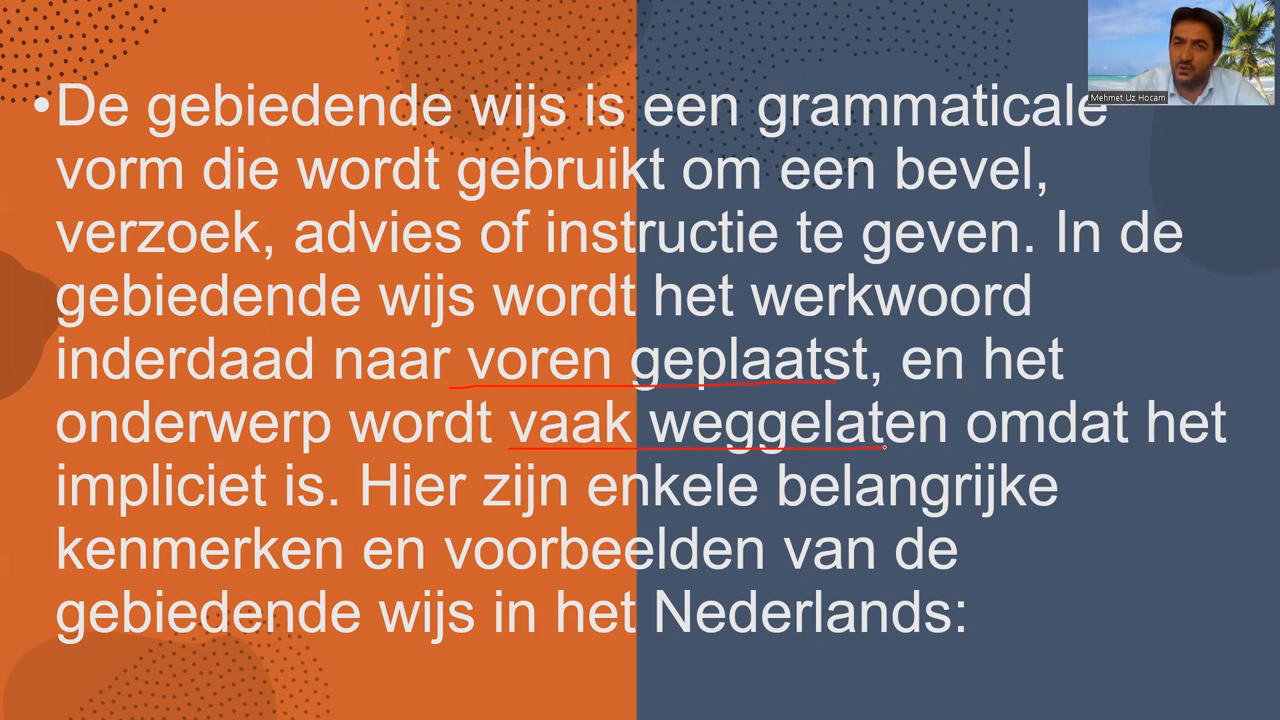 •De gebiedende wijs is een grammaticale
vorm die wordt gebruikt om een bevel,
verzoek, advies of instructie te geven. In de
gebiedende wijs wordt het werkwoord
inderdaad naar voren geplaatst, en het
onderwerp wordt vaak weggelaten omdat het
impliciet is. Hier zijn enkele belangrijke
kenmerken en voorbeelden van de
gebiedende wijs in het Nederlands:
Mehmet Uz Hocam